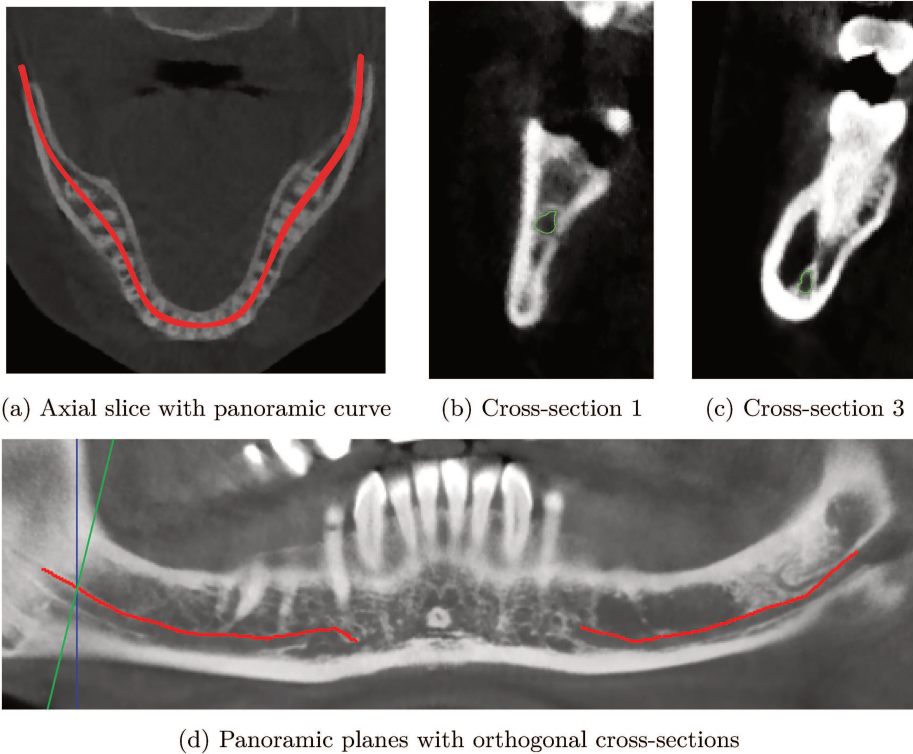 (a) Axial slice with panoramic curve
(b) Cross-section 1
(c) Cross-section 3
(d) Panoramic planes with orthogonal cross-sections